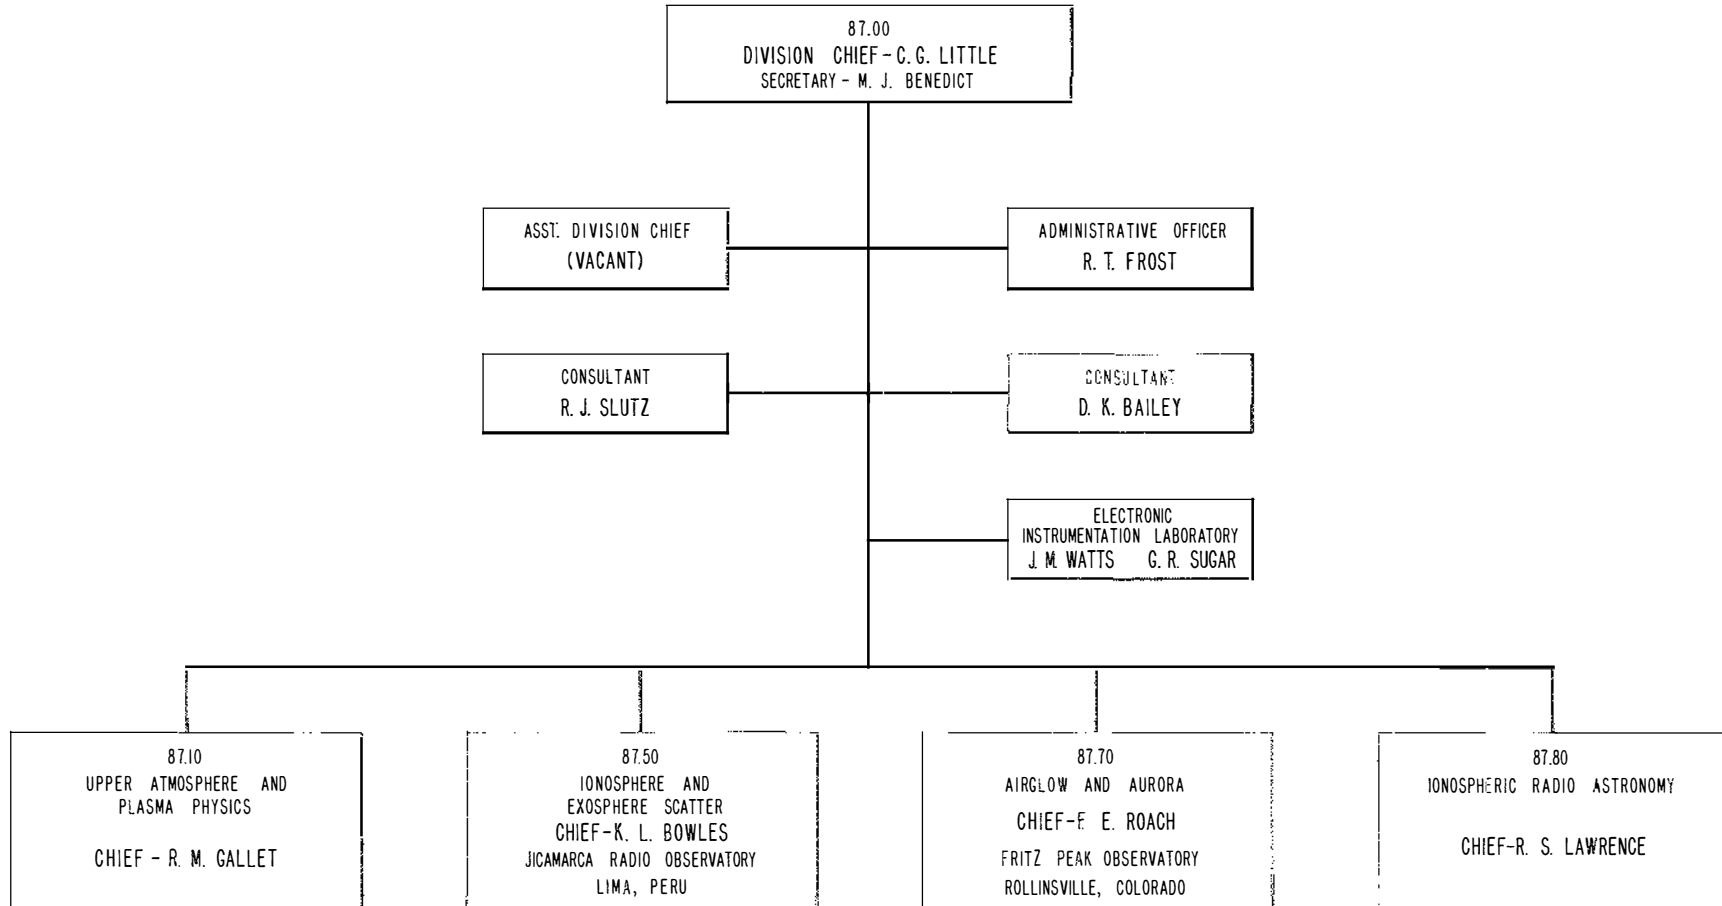 87.00
DIVISION CHIEF-C.G. LITTLE
SECRETARY - M. J. BENEDICT
ASST. DIVISION CHIEF
(VACANT)
ADMINISTRATIVE OFFICER
R. T. FROST
CONSULTANT
R. J. SLUTZ
CONSULTANT
D. K. BAILEY
ELECTRONIC
INSTRUMENTATION LABORATORY
J. M. WATTS G. R. SUGAR
87.10
UPPER ATMOSPHERE AND
PLASMA PHYSICS
CHIEF - R. M. GALLET
87.50
IONOSPHERE AND
EXOSPHERE SCATTER
CHIEF-K. L. BOWLES
JICAMARCA RADIO OBSERVATORY
LIMA, PERU
87.70
AIRGLOW AND AURORA
CHIEF-F. E. ROACH
FRITZ PEAK OBSERVATORY
ROLLINSVILLE, COLORADO
87.80
IONOSPHERIC RADIO ASTRONOMY
CHIEF-R. S. LAWRENCE